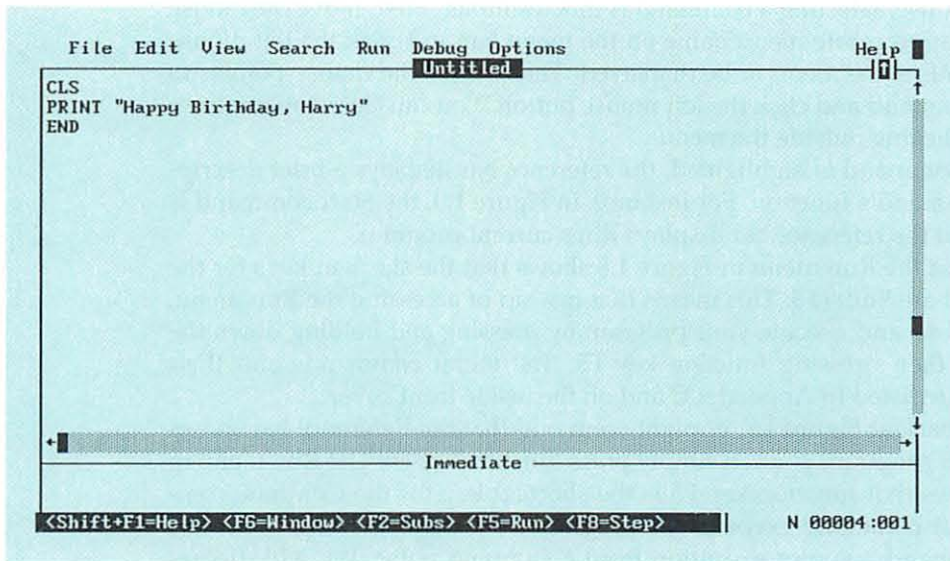 File Edit View Search Run Debug Options Help
Untitled
CLS
PRINT "Happy Birthday, Harry"
END
Immediate
<Shift+F1=Help> <F6=Window> <F2=Subs> <F5=Run> <F8=Step> N 00004:001